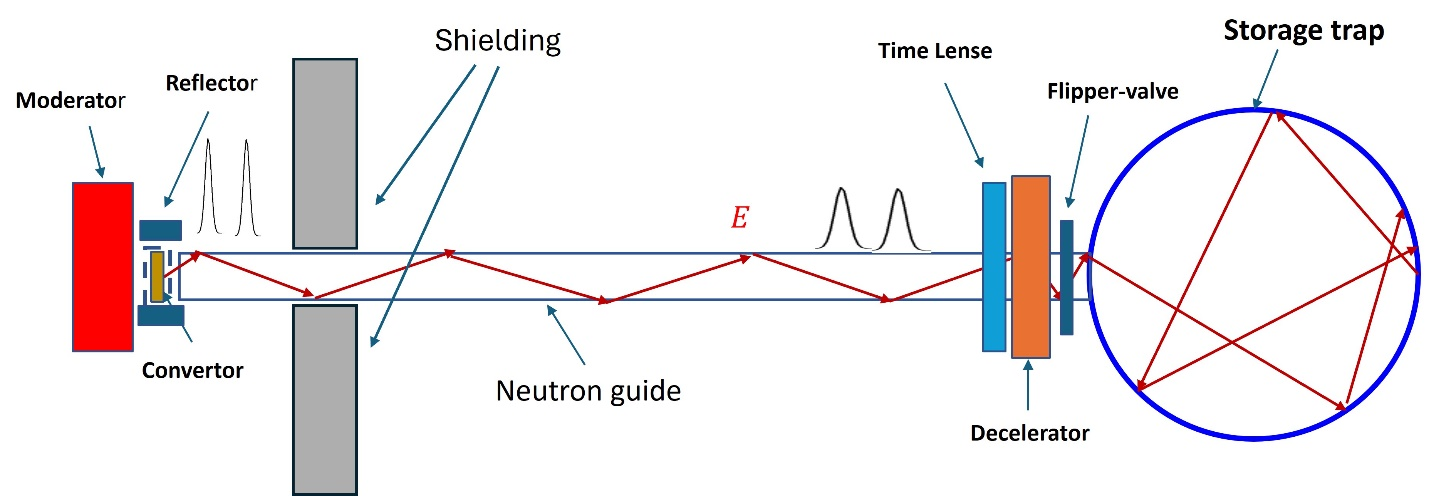 Storage trap
Shielding
Time Lense
Reflector
Flipper-valve
Moderator
E
Convertor
Neutron guide
Decelerator